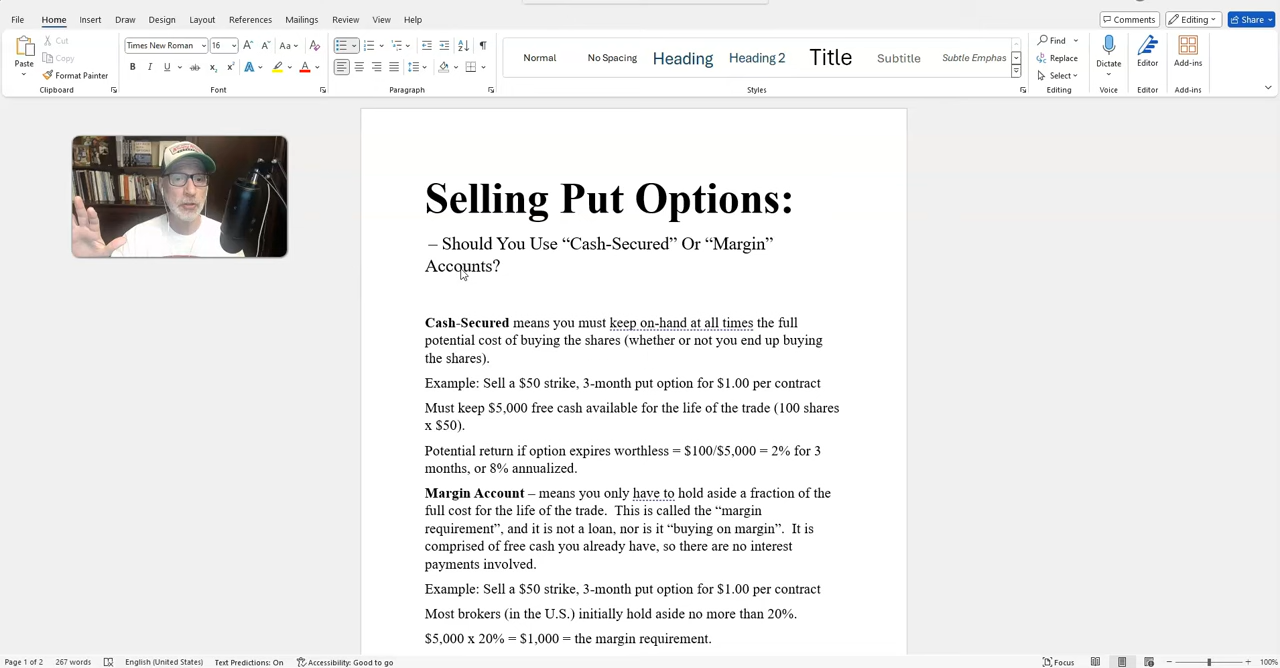 File Home Insert Draw Design Layout References Mailings Review View Help
Comments Editing Share
Paste
Cut
Copy
Format Painter
Clipboard
Times New Roman 16
Font
Paragraph
Normal No Spacing Heading Heading 2 Title Subtitle Subtle Emphas
Styles
Find
Replace
Select
Editing
Dictate
Voice
Editor
Editor
Add-ins
Add-ins
Selling Put Options:
– Should You Use “Cash-Secured” Or “Margin”
Accounts?
Cash-Secured means you must keep on-hand at all times the full
potential cost of buying the shares (whether or not you end up buying
the shares).
Example: Sell a $50 strike, 3-month put option for $1.00 per contract
Must keep $5,000 free cash available for the life of the trade (100 shares
x $50).
Potential return if option expires worthless = $100/$5,000 = 2% for 3
months, or 8% annualized.
Margin Account – means you only have to hold aside a fraction of the
full cost for the life of the trade. This is called the “margin
requirement”, and it is not a loan, nor is it “buying on margin”. It is
comprised of free cash you already have, so there are no interest
payments involved.
Example: Sell a $50 strike, 3-month put option for $1.00 per contract
Most brokers (in the U.S.) initially hold aside no more than 20%.
$5,000 x 20% = $1,000 = the margin requirement.
Page 1 of 2 267 words English (United States) Text Predictions: On Accessibility: Good to go Focus 100%